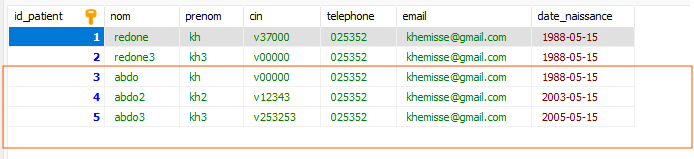 id_patient nom prenom cin telephone email date_naissance
1 redone kh v37000 025352 khemisse@gmail.com 1988-05-15
2 redone3 kh3 v00000 025352 khemisse@gmail.com 1988-05-15
3 abdo kh v00000 025352 khemisse@gmail.com 1988-05-15
4 abdo2 kh2 v12343 025352 khemisse@gmail.com 2003-05-15
5 abdo3 kh3 v253253 025352 khemisse@gmail.com 2005-05-15